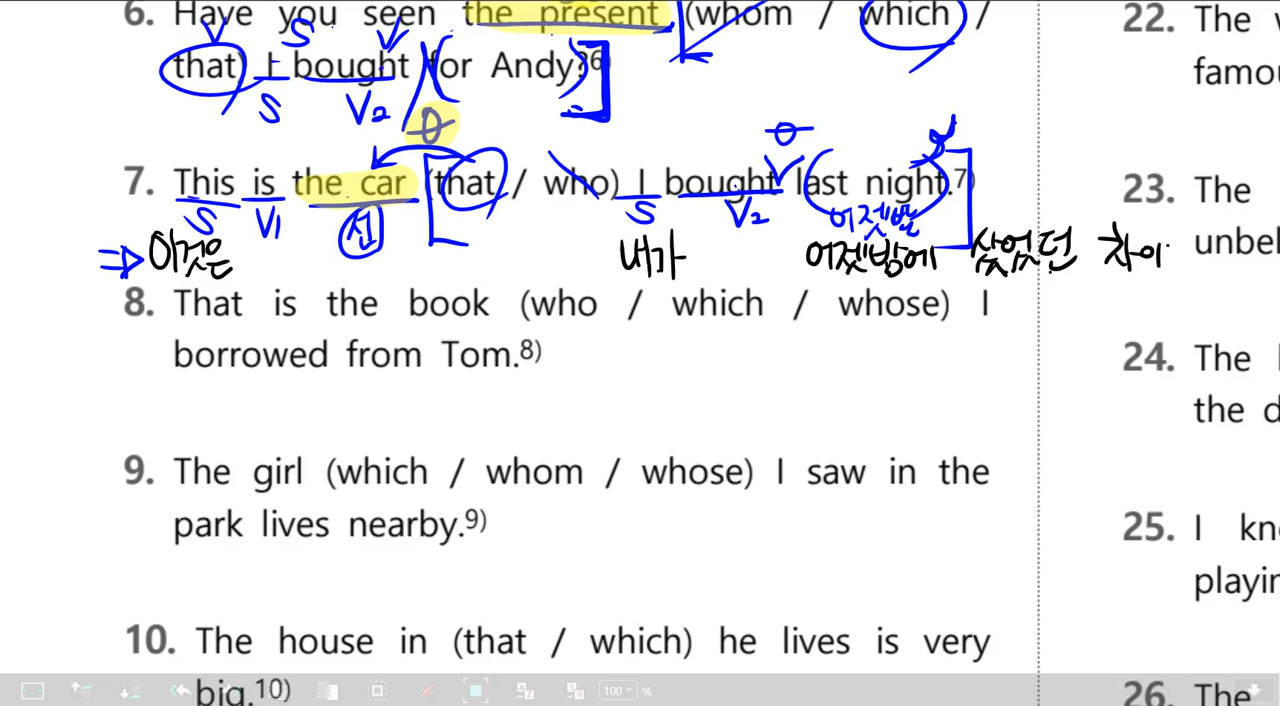 6. Have you seen the present (whom / which /
V S V
that) I bought for Andy?6)
S V2
7. This is the car (that / who) I bought last night.7)
S V1 선 S V2 어젯밤
⇒ 이것은 내가 어젯밤에 샀었던 차이
8. That is the book (who / which / whose) I
borrowed from Tom.8)
9. The girl (which / whom / whose) I saw in the
park lives nearby.9)
10. The house in (that / which) he lives is very
big.10)
100 %
22. The
famou
23. The
unbel
24. The
the d
25. I kn
playin
26. The